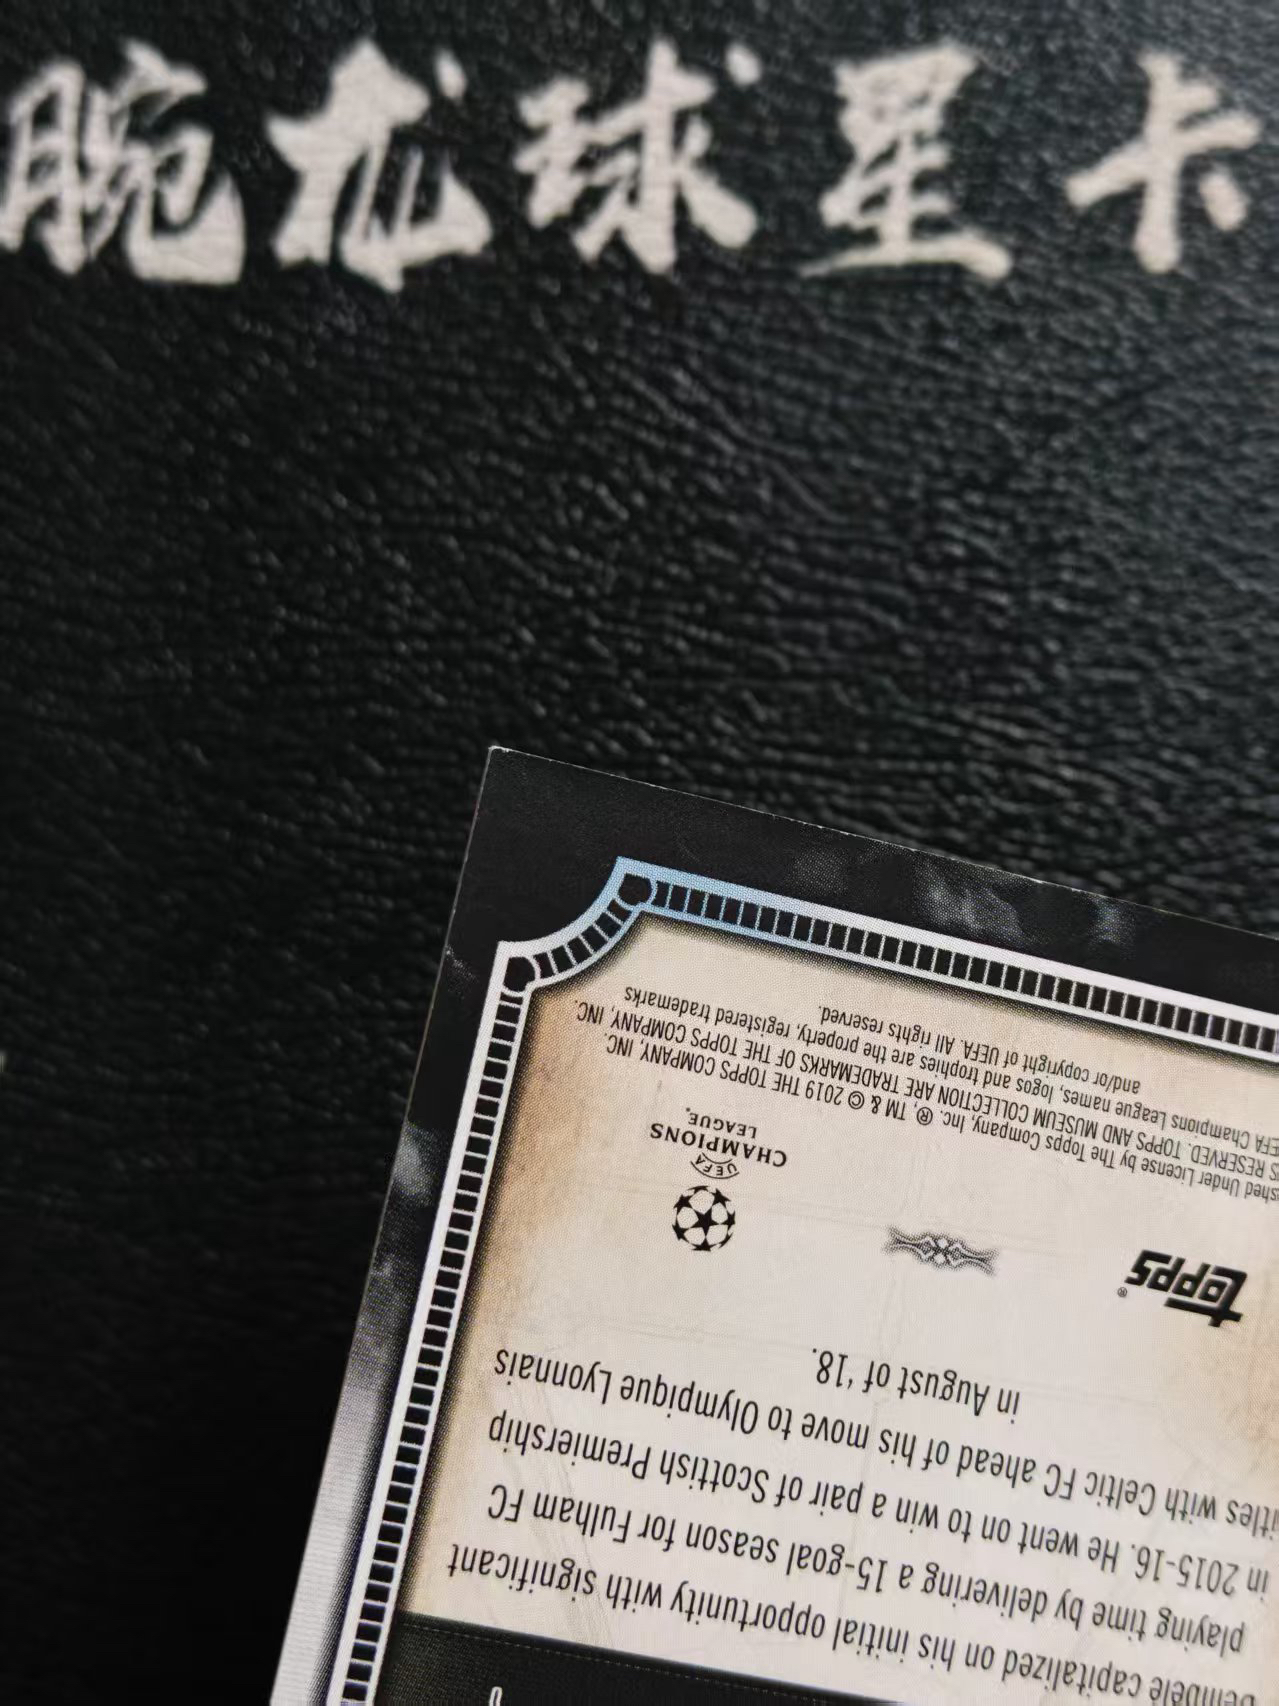 腕儿球星卡
embele capitalized on his initial opportunity with significant
playing time by delivering a 15-goal season for Fulham FC
in 2015-16. He went on to win a pair of Scottish Premiership
itles with Celtic FC ahead of his move to Olympique Lyonnais
in August of '18.
topps®
UEFA
CHAMPIONS
LEAGUE®
shed Under License by The Topps Company, Inc. ®, TM & © 2019 THE TOPPS COMPANY, INC.
S RESERVED. TOPPS AND MUSEUM COLLECTION ARE TRADEMARKS OF THE TOPPS COMPANY, INC.
EFA Champions League names, logos and trophies are the property, registered trademarks
and/or copyright of UEFA. All rights reserved.